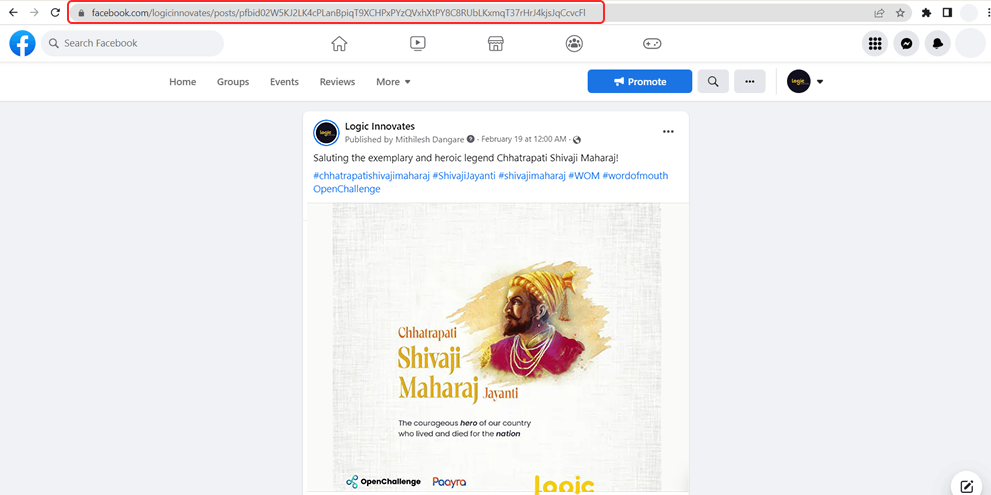 facebook.com/logicinnovates/posts/pfbid02W5KJ2LK4cPLanBpiqT9XCHPxPYzQVxhXtPY8C8RUbLKxmqT37rHrJ4kjsJqCcvcFl
Search Facebook
Home Groups Events Reviews More Promote
logic
Logic Innovates
Published by Mithilesh Dangare · February 19 at 12:00 AM ·
Saluting the exemplary and heroic legend Chhatrapati Shivaji Maharaj!
#chhatrapatishivajimaharaj #ShivajiJayanti #shivajimaharaj #WOM #wordofmouth
OpenChallenge
Chhatrapati
Shivaji
Maharaj Jayanti
The courageous hero of our country
who lived and died for the nation
OpenChallenge Paayra logic